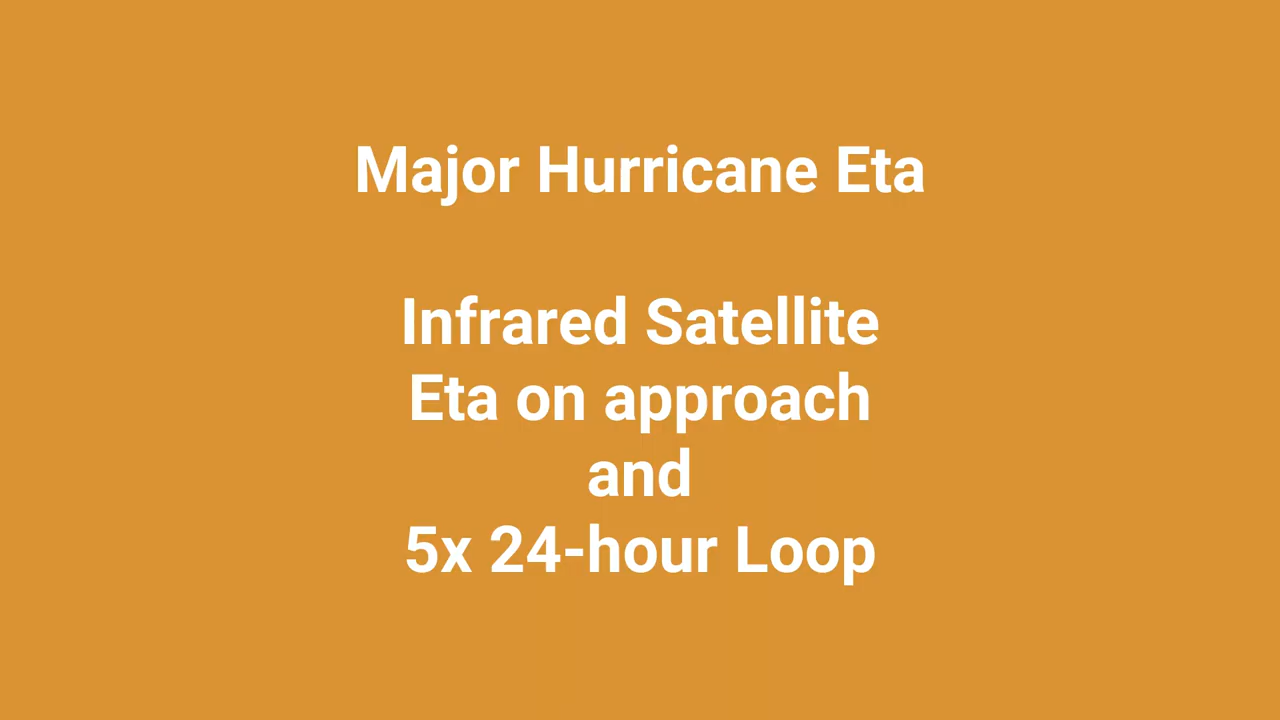 Major Hurricane Eta
Infrared Satellite
Eta on approach
and
5x 24-hour Loop